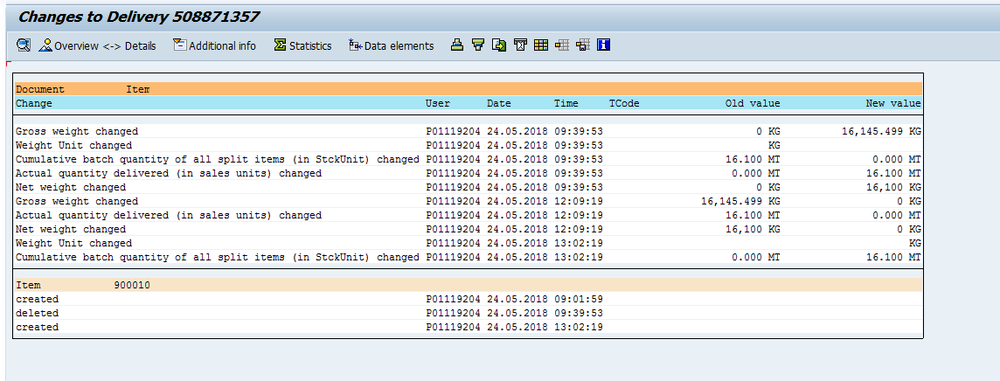 Changes to Delivery 508871357
Overview <-> Details Additional info Statistics Data elements
Document Item
Change User Date Time TCode Old value New value
Gross weight changed P01119204 24.05.2018 09:39:53 0 KG 16,145.499 KG
Weight Unit changed P01119204 24.05.2018 09:39:53 KG
Cumulative batch quantity of all split items (in StckUnit) changed P01119204 24.05.2018 09:39:53 16.100 MT 0.000 MT
Actual quantity delivered (in sales units) changed P01119204 24.05.2018 09:39:53 0.000 MT 16.100 MT
Net weight changed P01119204 24.05.2018 09:39:53 0 KG 16,100 KG
Gross weight changed P01119204 24.05.2018 12:09:19 16,145.499 KG 0 KG
Actual quantity delivered (in sales units) changed P01119204 24.05.2018 12:09:19 16.100 MT 0.000 MT
Net weight changed P01119204 24.05.2018 12:09:19 16,100 KG 0 KG
Weight Unit changed P01119204 24.05.2018 13:02:19 KG
Cumulative batch quantity of all split items (in StckUnit) changed P01119204 24.05.2018 13:02:19 0.000 MT 16.100 MT
Item 900010
created P01119204 24.05.2018 09:01:59
deleted P01119204 24.05.2018 09:39:53
created P01119204 24.05.2018 13:02:19